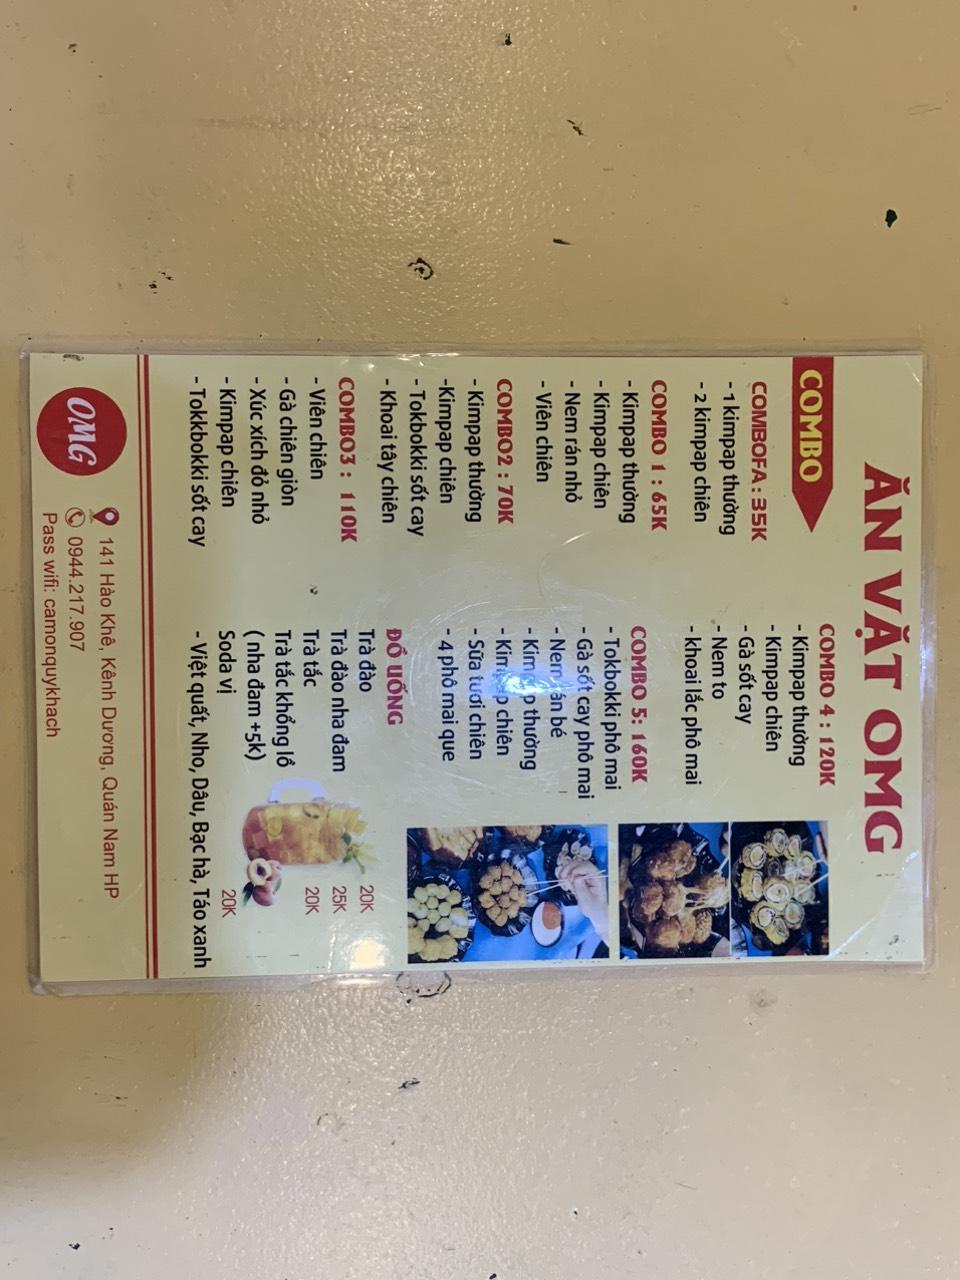 ĂN VẶT OMG
COMBO
COMBOFA : 35K
- 1 kimpap thường
- 2 kimpap chiên
COMBO 1 : 65K
- Kimpap thường
- Kimpap chiên
- Nem rán nhỏ
- Viên chiên
COMBO2 : 70K
- Kimpap thường
-Kimpap chiên
- Tokbokki sốt cay
- Khoai tây chiên
COMBO3 : 110K
- Viên chiên
- Gà chiên giòn
- Xúc xích đỏ nhỏ
- Kimpap chiên
- Tokkbokki sốt cay
COMBO 4 : 120K
- Kimpap thường
- Kimpap chiên
- Gà sốt cay
- Nem to
- khoai lắc phô mai
COMBO 5: 160K
- Tokbokki phô mai
- Gà sốt cay phô mai
- Nem rán bé
- Kimpap thường
- Kimpap chiên
- Sữa tươi chiên
- 4 phô mai que
ĐỒ UỐNG
Trà đào 20K
Trà đào nha đam 25K
Trà tắc 20K
Trà tắc khổng lồ
( nha đam +5k)
Soda vị 20K
- Việt quất, Nho, Dâu, Bạc hà, Táo xanh
OMG
141 Hào Khê, Kênh Dương, Quán Nam HP
0944.217.907
Pass wifi: camonquykhach